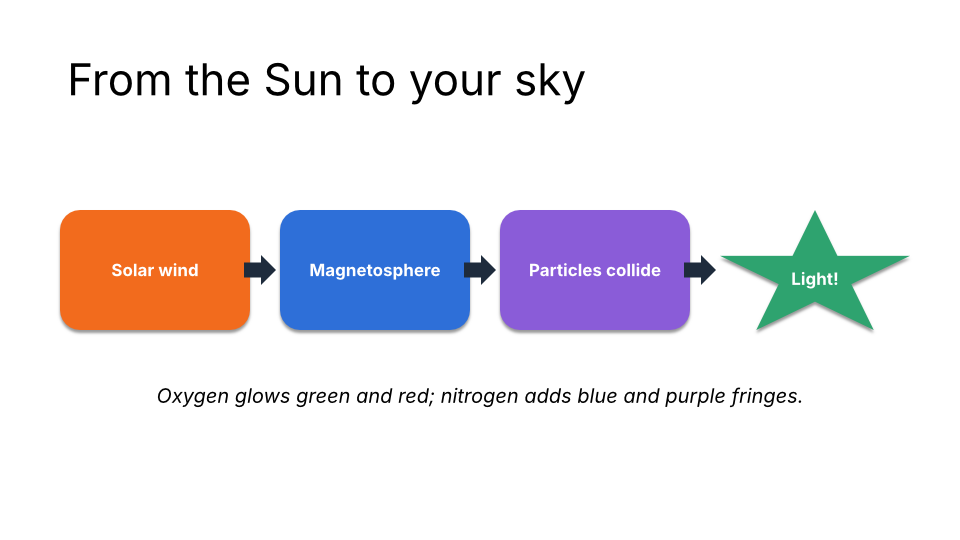 From the Sun to your sky
Solar wind
Magnetosphere
Particles collide
Light!
Oxygen glows green and red; nitrogen adds blue and purple fringes.